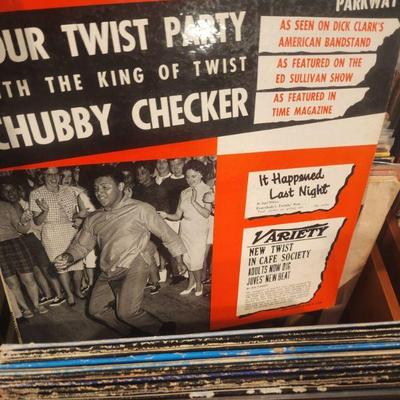 PARKWAY
OUR TWIST PARTY
TH THE KING OF TWIST
CHUBBY CHECKER
AS SEEN ON DICK CLARK'S
AMERICAN BANDSTAND
AS FEATURED ON THE
ED SULLIVAN SHOW
AS FEATURED IN
TIME MAGAZINE
It Happened
Last Night
VARIETY
NEW TWIST
IN CAFE SOCIETY
ADULTS NOW DIG
JUVES' NEW BEAT